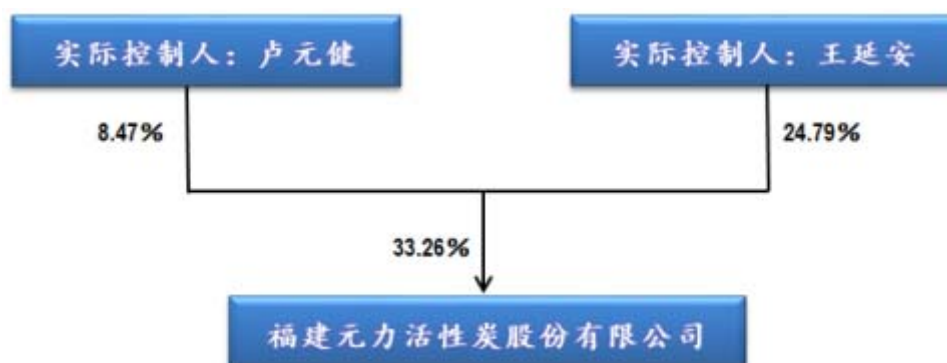 实际控制人：卢元健
实际控制人：王延安
8.47%
24.79%
33.26%
福建元力活性炭股份有限公司